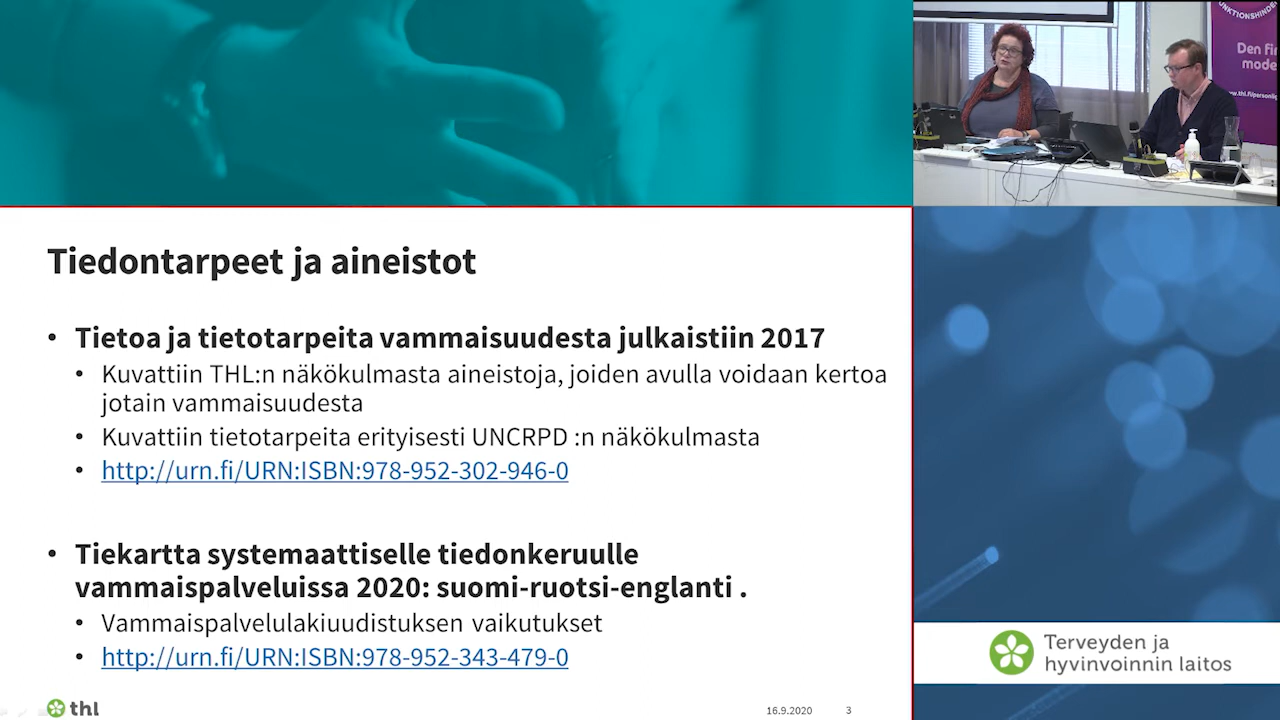 Tiedontarpeet ja aineistot
• Tietoa ja tietotarpeita vammaisuudesta julkaistiin 2017
• Kuvattiin THL:n näkökulmasta aineistoja, joiden avulla voidaan kertoa
jotain vammaisuudesta
• Kuvattiin tietotarpeita erityisesti UNCRPD :n näkökulmasta
• http://urn.fi/URN:ISBN:978-952-302-946-0
• Tiekartta systemaattiselle tiedonkeruulle
vammaispalveluissa 2020: suomi-ruotsi-englanti .
• Vammaispalvelulakiuudistuksen vaikutukset
• http://urn.fi/URN:ISBN:978-952-343-479-0
thl
16.9.2020
3
Den fi
mode
Terveyden ja
hyvinvoinnin laitos